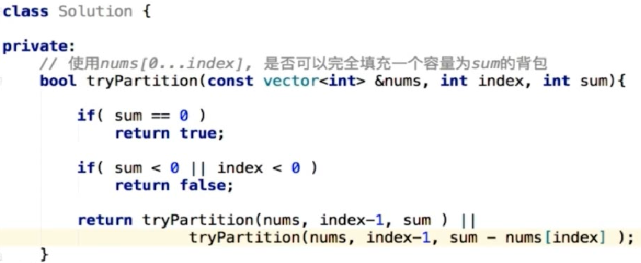 class Solution {
private:
// 使用nums[0...index], 是否可以完全填充一个容量为sum的背包
bool tryPartition(const vector<int> &nums, int index, int sum){
if( sum == 0 )
return true;
if( sum < 0 || index < 0 )
return false;
return tryPartition(nums, index-1, sum ) ||
tryPartition(nums, index-1, sum - nums[index] );
}